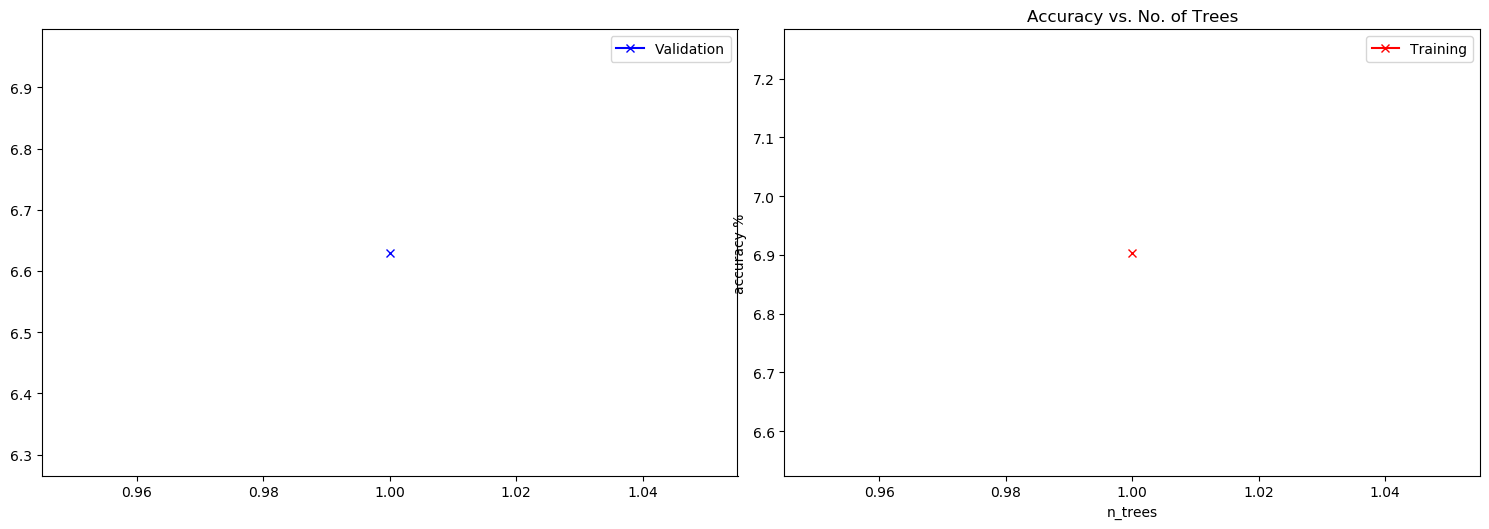 Validation
6.9
6.8
6.7
6.6
6.5
6.4
6.3
0.96 0.98 1.00 1.02 1.04
Accuracy vs. No. of Trees
Training
accuracy %
7.2
7.1
7.0
6.9
6.8
6.7
6.6
0.96 0.98 1.00 1.02 1.04
n_trees